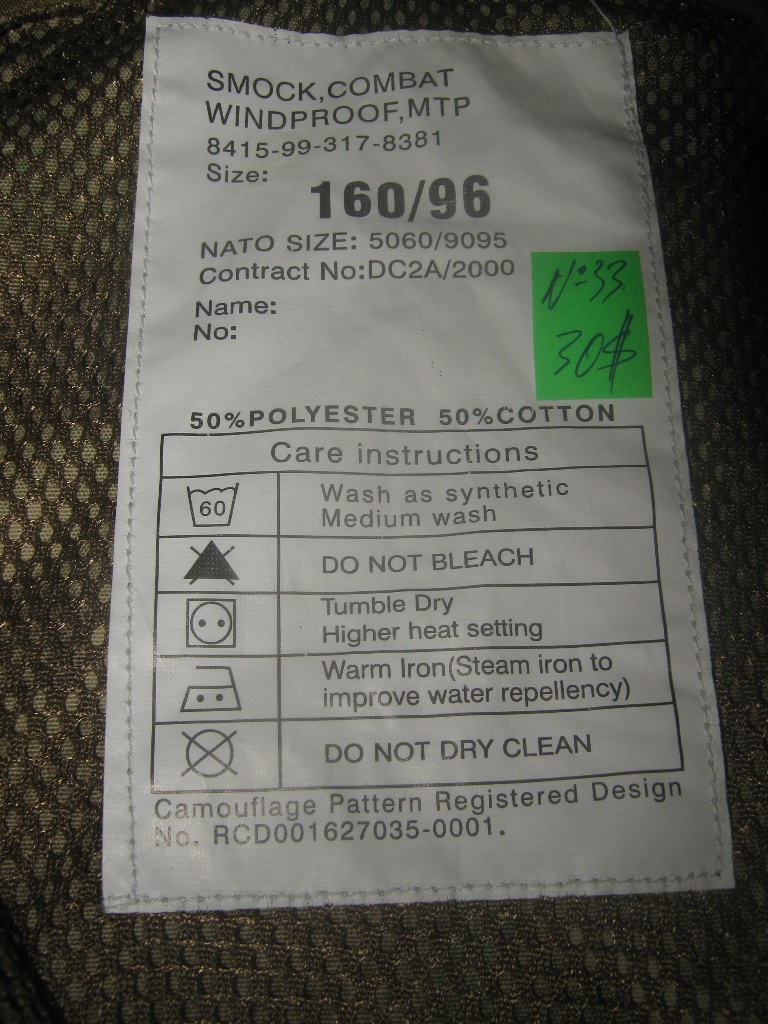 SMOCK,COMBAT
WINDPROOF,MTP
8415-99-317-8381
Size:
160/96
NATO SIZE: 5060/9095
Contract No:DC2A/2000
Name:
No:
№33
30$
50%POLYESTER 50%COTTON
Care instructions
60
Wash as synthetic
Medium wash
DO NOT BLEACH
Tumble Dry
Higher heat setting
Warm Iron(Steam iron to
improve water repellency)
DO NOT DRY CLEAN
Camouflage Pattern Registered Design
No. RCD001627035-0001.